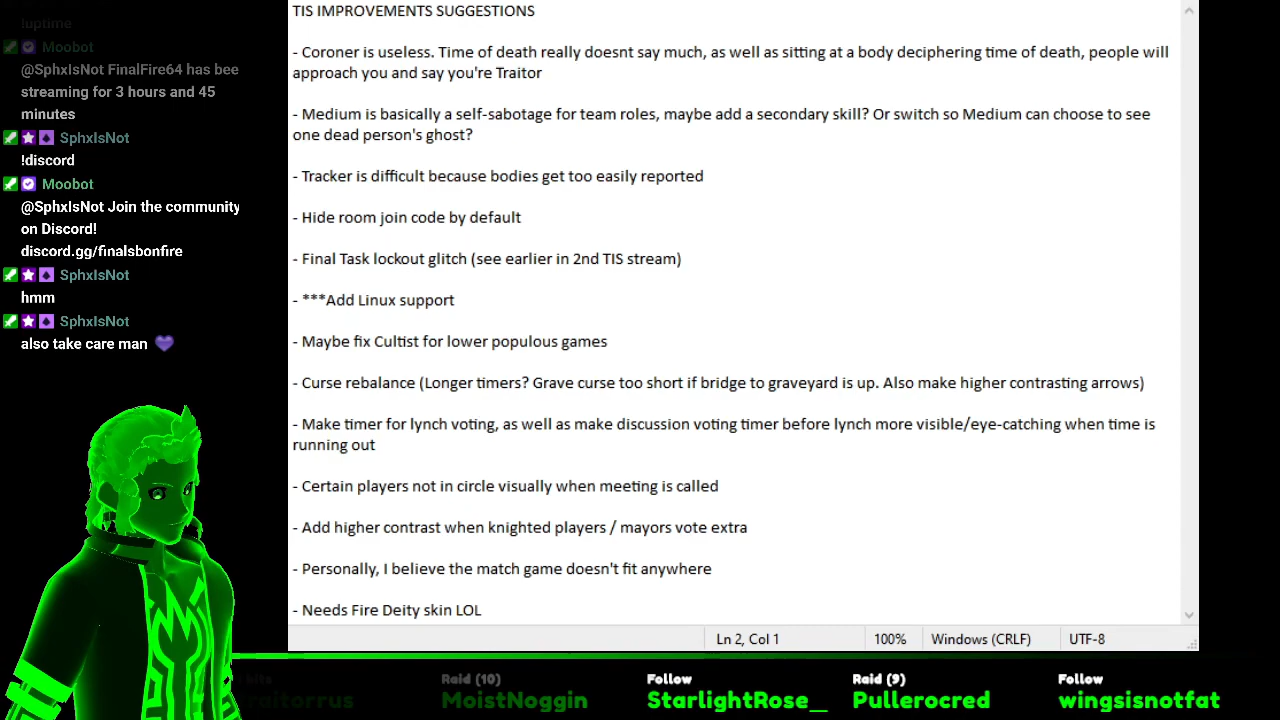 !uptime
Moobot
@SphxIsNot FinalFire64 has bee
streaming for 3 hours and 45
minutes
SphxIsNot
!discord
Moobot
@SphxIsNot Join the community
on Discord!
discord.gg/finalsbonfire
SphxIsNot
hmm
SphxIsNot
also take care man
TIS IMPROVEMENTS SUGGESTIONS
- Coroner is useless. Time of death really doesnt say much, as well as sitting at a body deciphering time of death, people will
approach you and say you're Traitor
- Medium is basically a self-sabotage for team roles, maybe add a secondary skill? Or switch so Medium can choose to see
one dead person's ghost?
- Tracker is difficult because bodies get too easily reported
- Hide room join code by default
- Final Task lockout glitch (see earlier in 2nd TIS stream)
- ***Add Linux support
- Maybe fix Cultist for lower populous games
- Curse rebalance (Longer timers? Grave curse too short if bridge to graveyard is up. Also make higher contrasting arrows)
- Make timer for lynch voting, as well as make discussion voting timer before lynch more visible/eye-catching when time is
running out
- Certain players not in circle visually when meeting is called
- Add higher contrast when knighted players / mayors vote extra
- Personally, I believe the match game doesn't fit anywhere
- Needs Fire Deity skin LOL
Ln 2, Col 1
100%
Windows (CRLF)
UTF-8
Raid (10)
MoistNoggin
Follow
StarlightRose_
Raid (9)
Pullerocred
Follow
wingsisnotfat